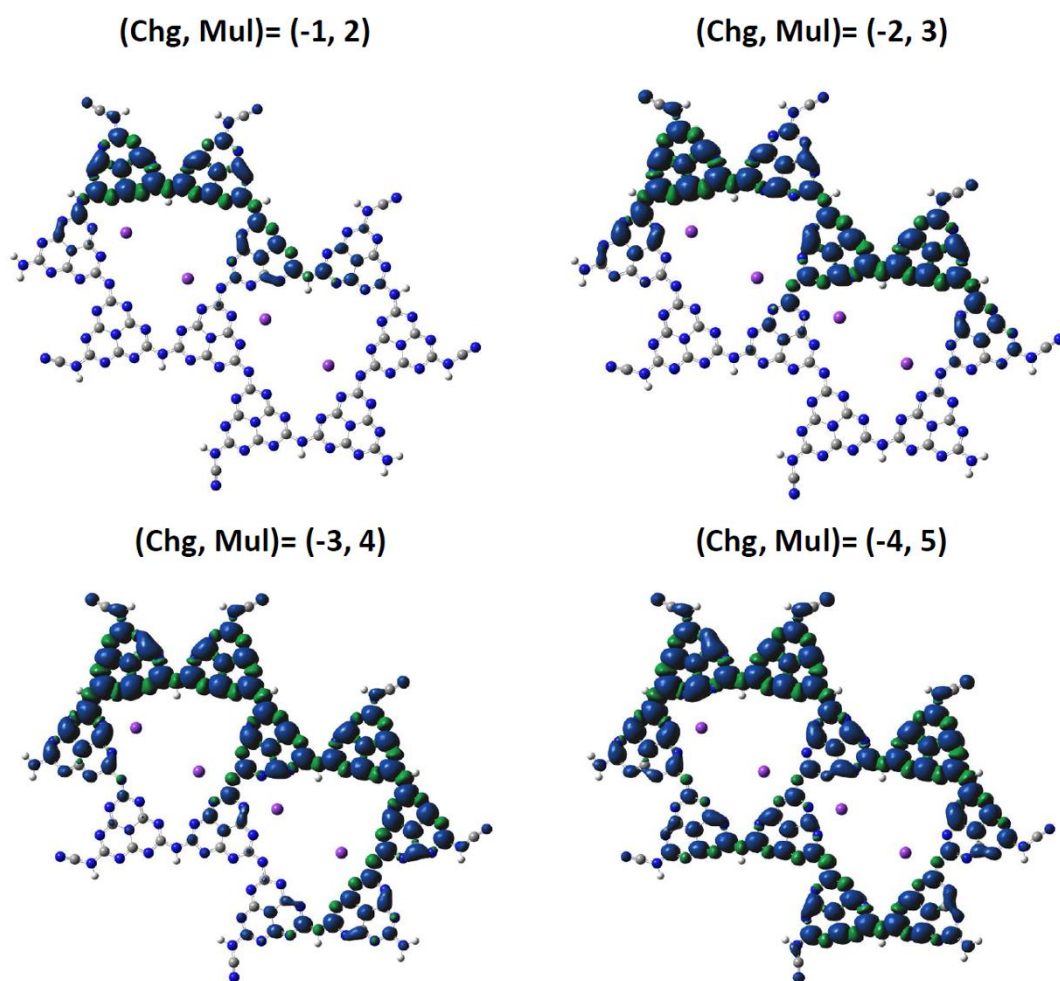 (Chg, Mul)= (-1, 2)
(Chg, Mul)= (-2, 3)
(Chg, Mul)= (-3, 4)
(Chg, Mul)= (-4, 5)